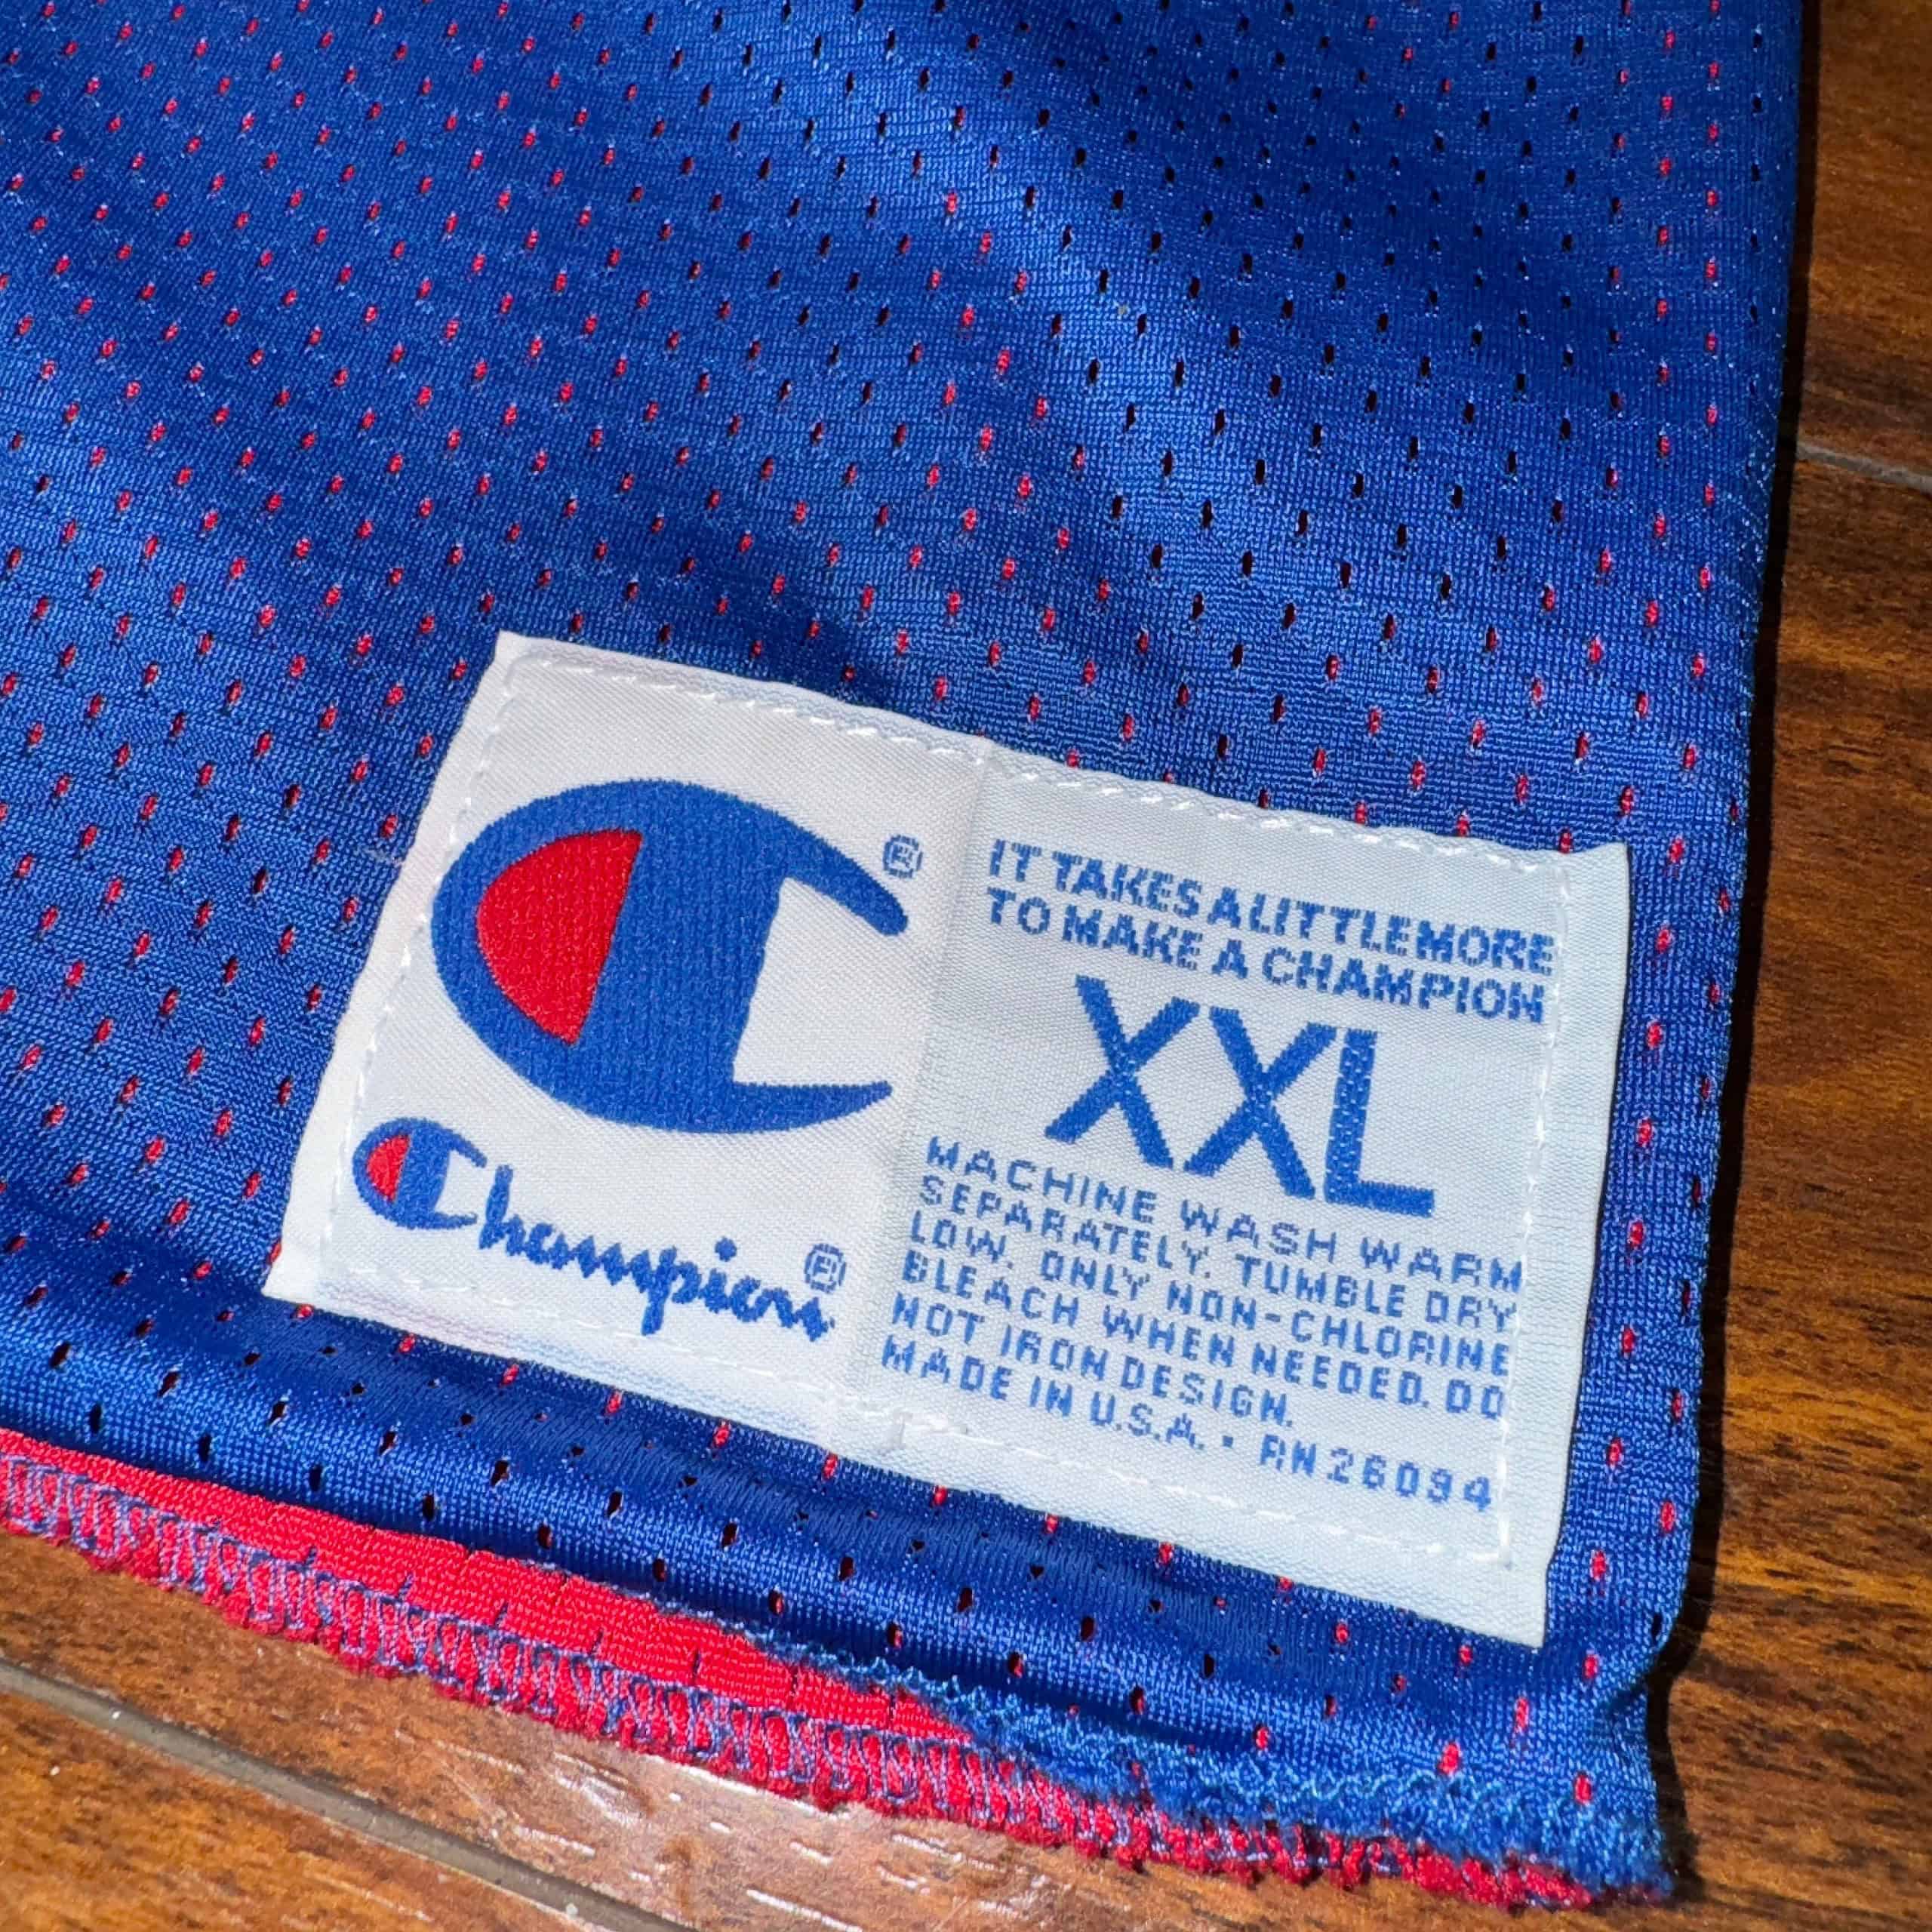 ®
Champion®
IT TAKES A LITTLE MORE
TO MAKE A CHAMPION
XXL
MACHINE WASH WARM
SEPARATELY. TUMBLE DRY
LOW. ONLY NON-CHLORINE
BLEACH WHEN NEEDED. DO
NOT IRON DESIGN.
MADE IN U.S.A. • RN 26094